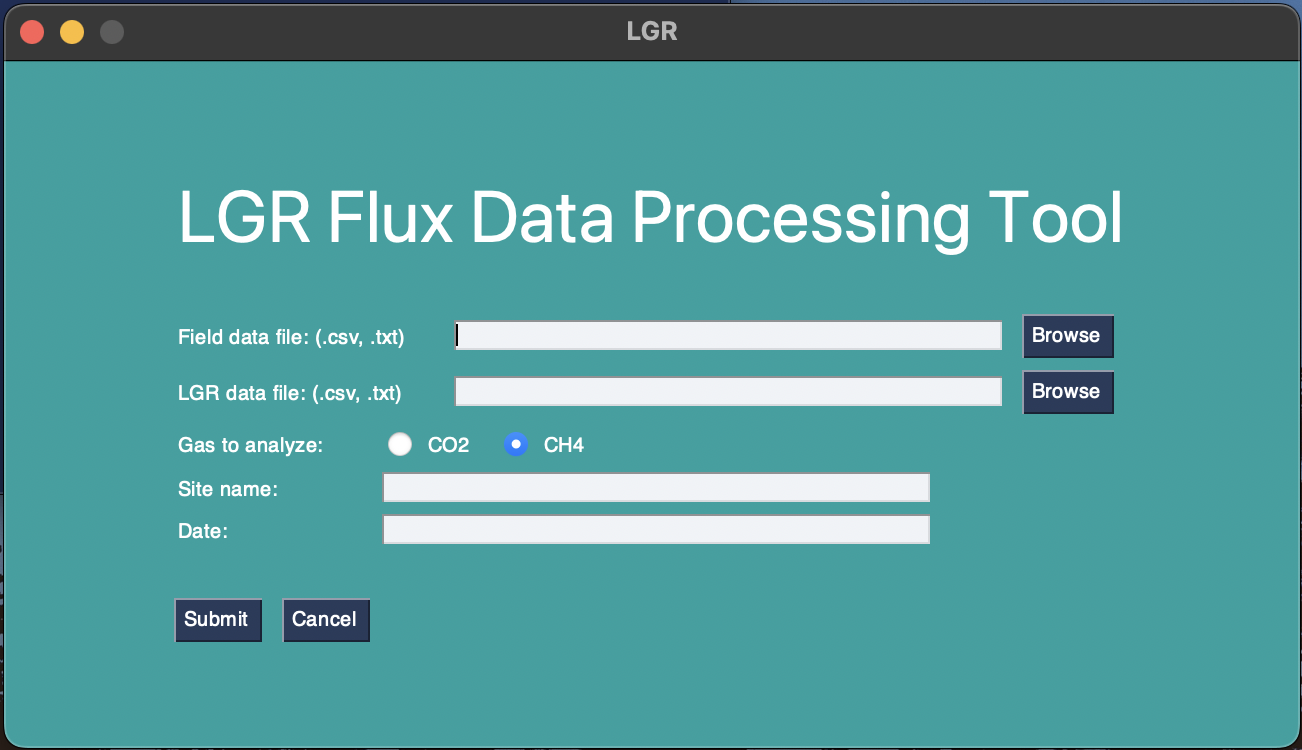 LGR
LGR Flux Data Processing Tool
Field data file: (.csv, .txt) Browse
LGR data file: (.csv, .txt) Browse
Gas to analyze: CO2 CH4
Site name:
Date:
Submit Cancel